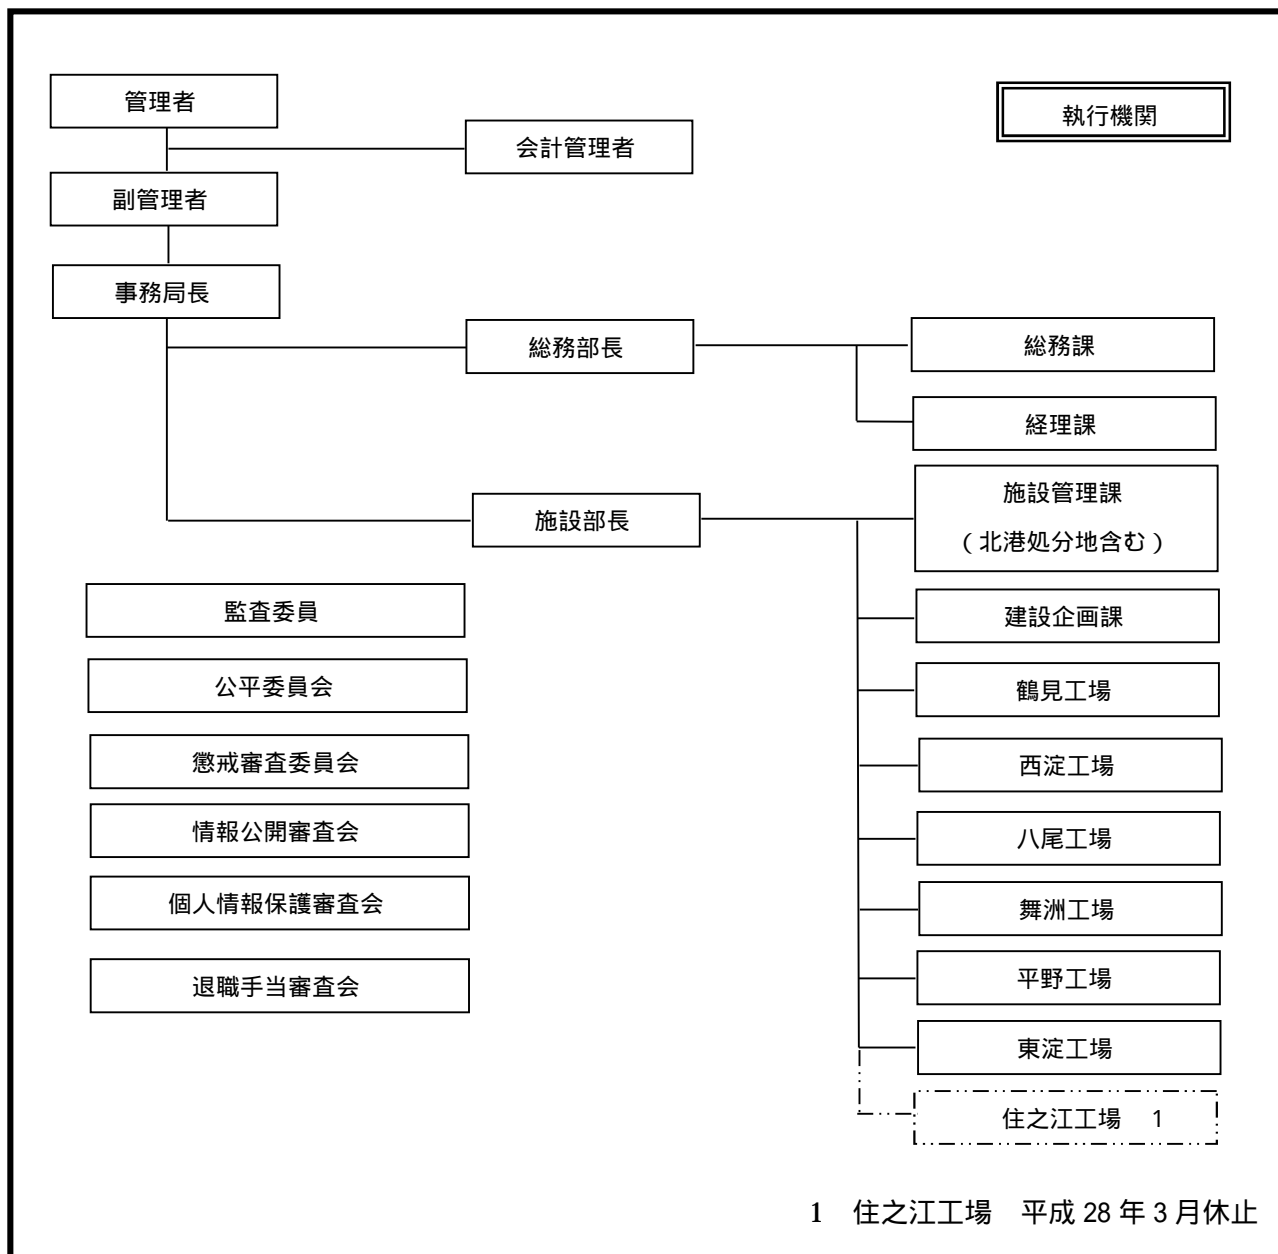 管理者
執行機関
会計管理者
副管理者
事務局長
総務部長
総務課
経理課
施設部長
施設管理課
(北港処分地含む)
建設企画課
鶴見工場
西淀工場
八尾工場
舞洲工場
平野工場
東淀工場
住之江工場 1
監査委員
公平委員会
懲戒審査委員会
情報公開審査会
個人情報保護審査会
退職手当審査会
1 住之江工場 平成 28 年 3 月休止